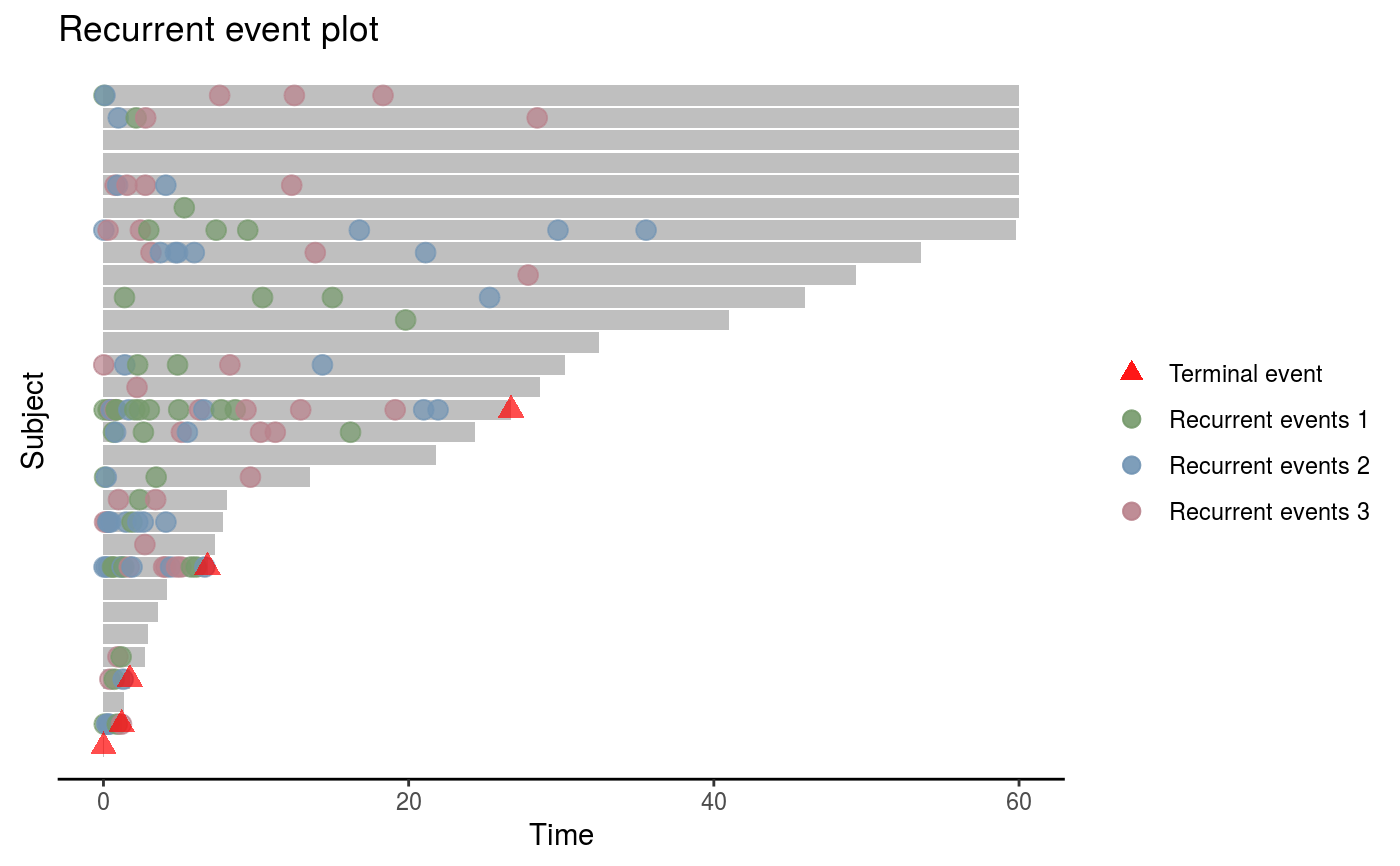 Recurrent event plot
Subject
Terminal event
Recurrent events 1
Recurrent events 2
Recurrent events 3
0 20 40 60
Time